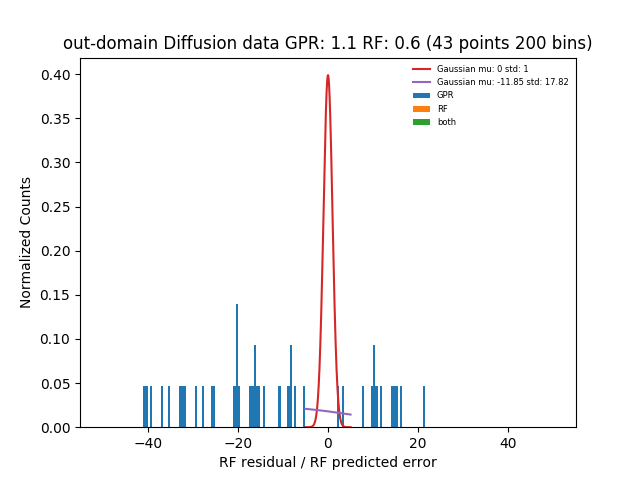 out-domain Diffusion data GPR: 1.1 RF: 0.6 (43 points 200 bins)
Gaussian mu: 0 std: 1
Gaussian mu: -11.85 std: 17.82
GPR
RF
both
Normalized Counts
0.40
0.35
0.30
0.25
0.20
0.15
0.10
0.05
0.00
−40
−20
0
20
40
RF residual / RF predicted error